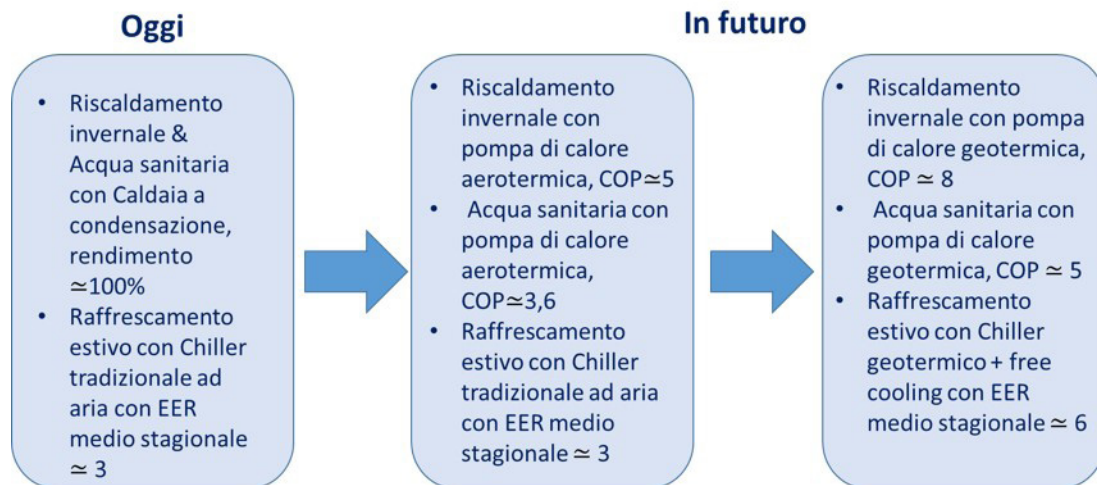 Oggi
In futuro
• Riscaldamento
invernale &
Acqua sanitaria
con Caldaia a
condensazione,
rendimento
≃100%
• Raffrescamento
estivo con Chiller
tradizionale ad
aria con EER
medio stagionale
≃ 3
• Riscaldamento
invernale con
pompa di calore
aerotermica, COP≃5
• Acqua sanitaria con
pompa di calore
aerotermica,
COP≃3,6
• Raffrescamento
estivo con Chiller
tradizionale ad aria
con EER medio
stagionale ≃ 3
• Riscaldamento
invernale con pompa
di calore geotermica,
COP ≃ 8
• Acqua sanitaria con
pompa di calore
geotermica, COP ≃ 5
• Raffrescamento
estivo con Chiller
geotermico + free
cooling con EER
medio stagionale ≃ 6